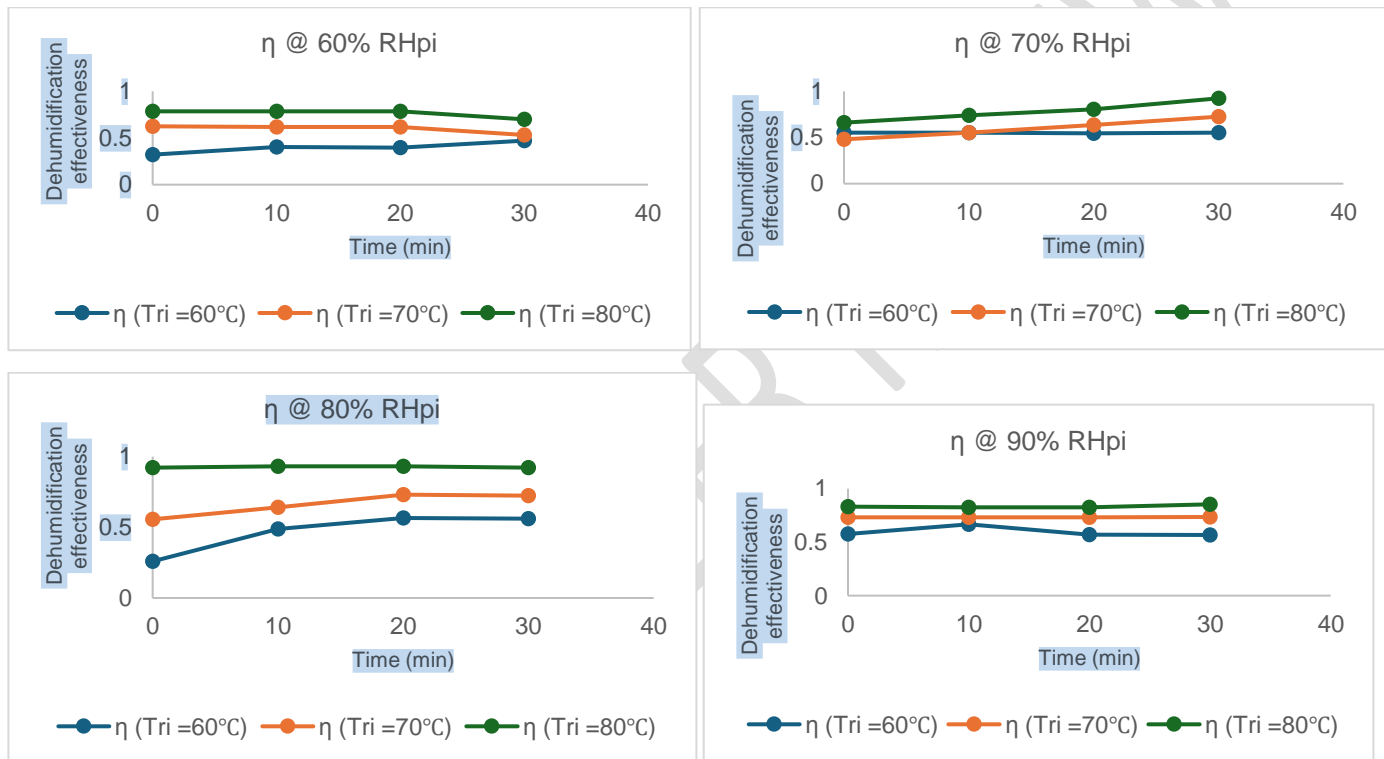 η @ 60% RHpi
Dehumidification
effectiveness
1
0.5
0
0 10 20 30 40
Time (min)
η (Tri =60℃) η (Tri =70℃) η (Tri =80℃)
η @ 70% RHpi
Dehumidification
effectiveness
1
0.5
0
0 10 20 30 40
Time (min)
η (Tri =60℃) η (Tri =70℃) η (Tri =80℃)
η @ 80% RHpi
Dehumidification
effectiveness
1
0.5
0
0 10 20 30 40
Time (min)
η (Tri =60℃) η (Tri =70℃) η (Tri =80℃)
η @ 90% RHpi
Dehumidification
effectiveness
1
0.5
0
0 10 20 30 40
Time (min)
η (Tri =60℃) η (Tri =70℃) η (Tri =80℃)